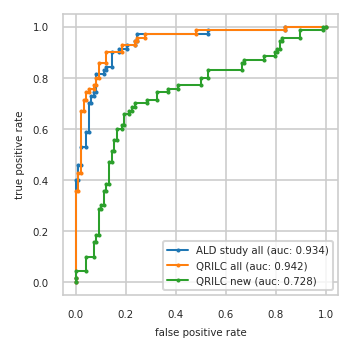 1.0
0.8
0.6
0.4
0.2
0.0
true positive rate
ALD study all (auc: 0.934)
QRILC all (auc: 0.942)
QRILC new (auc: 0.728)
0.0 0.2 0.4 0.6 0.8 1.0
false positive rate